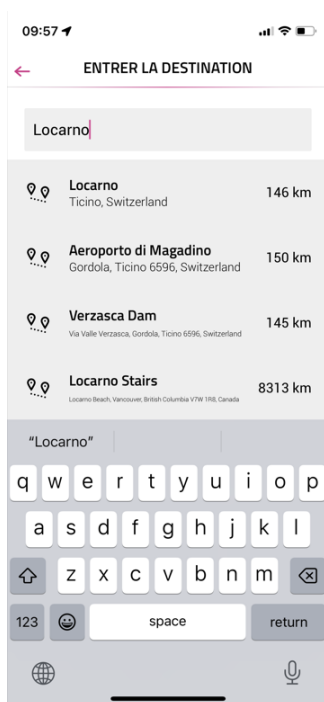 09:57
ENTRER LA DESTINATION
Locarno
Locarno
Ticino, Switzerland
146 km
Aeroporto di Magadino
Gordola, Ticino 6596, Switzerland
150 km
Verzasca Dam
Via Valle Verzasca, Gordola, Ticino 6596, Switzerland
145 km
Locarno Stairs
Locarno Beach, Vancouver, British Columbia V7W 1R8, Canada
8313 km
"Locarno"
q w e r t y u i o p
a s d f g h j k l
z x c v b n m
123 space return